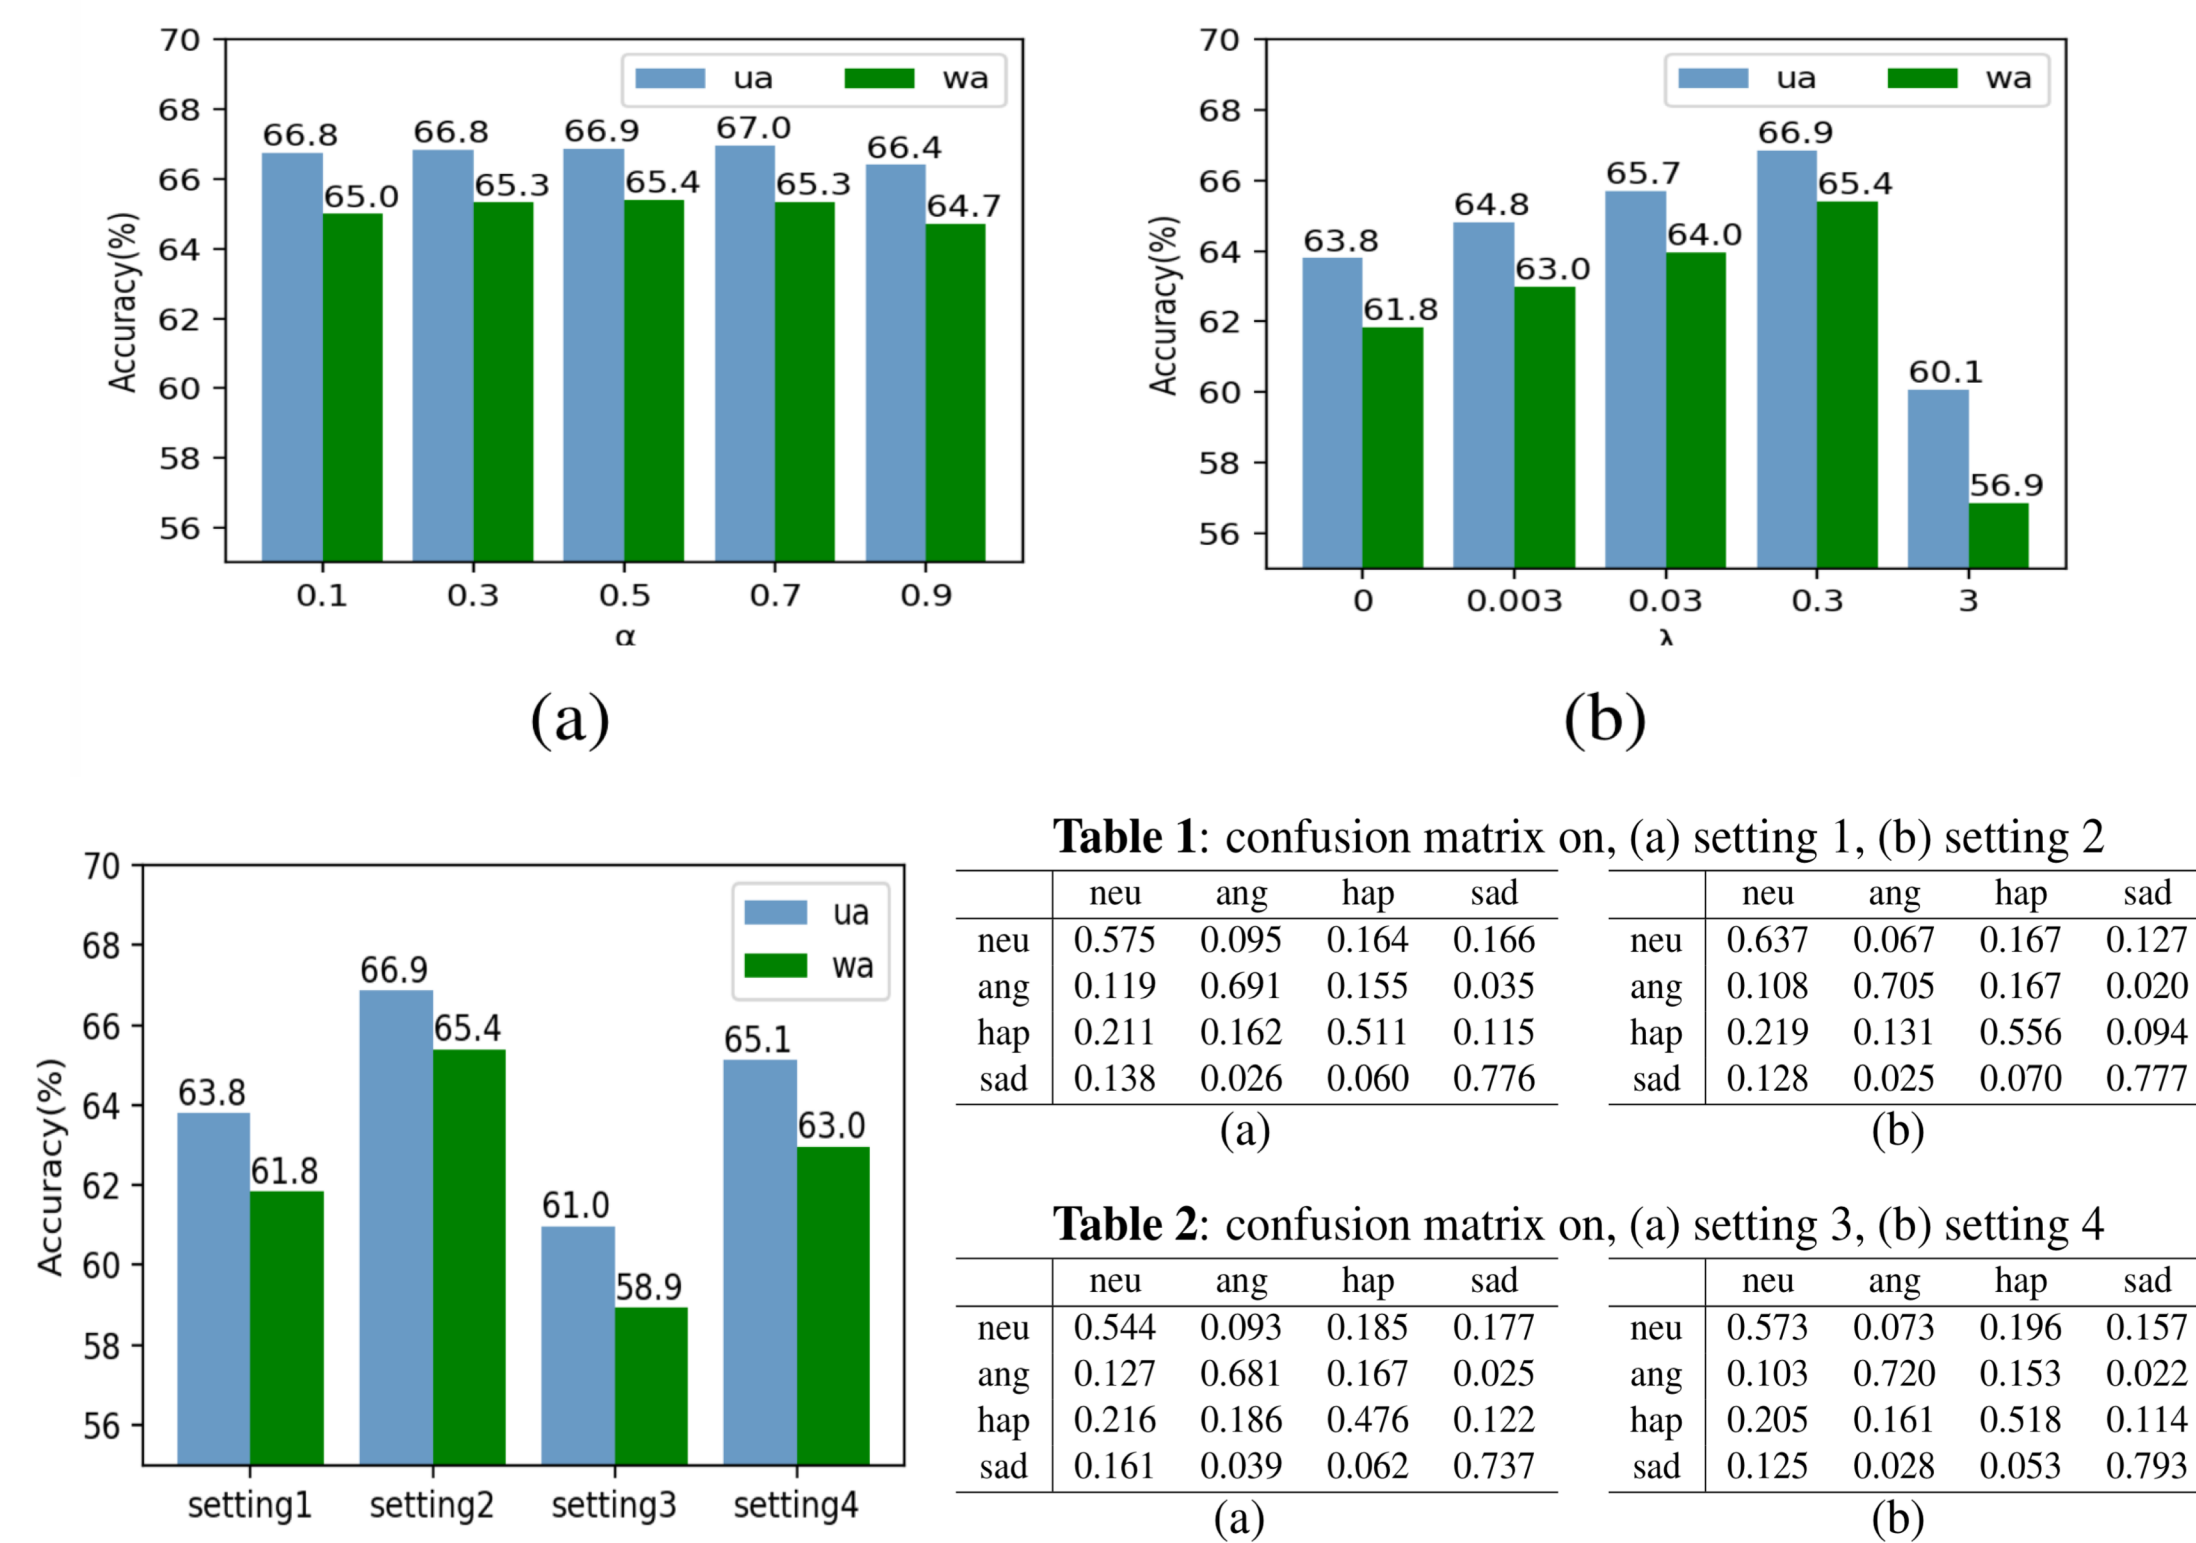 70
68
66
64
62
60
58
56
Accuracy(%)
ua wa
66.8 66.8 66.9 67.0 66.4
65.0 65.3 65.4 65.3 64.7
0.1 0.3 0.5 0.7 0.9
α
(a)
70
68
66
64
62
60
58
56
Accuracy(%)
ua wa
63.8 64.8 65.7 66.9 60.1
61.8 63.0 64.0 65.4 56.9
0 0.003 0.03 0.3 3
λ
(b)
70
68
66
64
62
60
58
56
Accuracy(%)
ua
wa
63.8 66.9 61.0 65.1
61.8 65.4 58.9 63.0
setting1 setting2 setting3 setting4
Table 1: confusion matrix on, (a) setting 1, (b) setting 2
neu ang hap sad
neu 0.575 0.095 0.164 0.166
ang 0.119 0.691 0.155 0.035
hap 0.211 0.162 0.511 0.115
sad 0.138 0.026 0.060 0.776
(a)
neu ang hap sad
neu 0.637 0.067 0.167 0.127
ang 0.108 0.705 0.167 0.020
hap 0.219 0.131 0.556 0.094
sad 0.128 0.025 0.070 0.777
(b)
Table 2: confusion matrix on, (a) setting 3, (b) setting 4
neu ang hap sad
neu 0.544 0.093 0.185 0.177
ang 0.127 0.681 0.167 0.025
hap 0.216 0.186 0.476 0.122
sad 0.161 0.039 0.062 0.737
(a)
neu ang hap sad
neu 0.573 0.073 0.196 0.157
ang 0.103 0.720 0.153 0.022
hap 0.205 0.161 0.518 0.114
sad 0.125 0.028 0.053 0.793
(b)